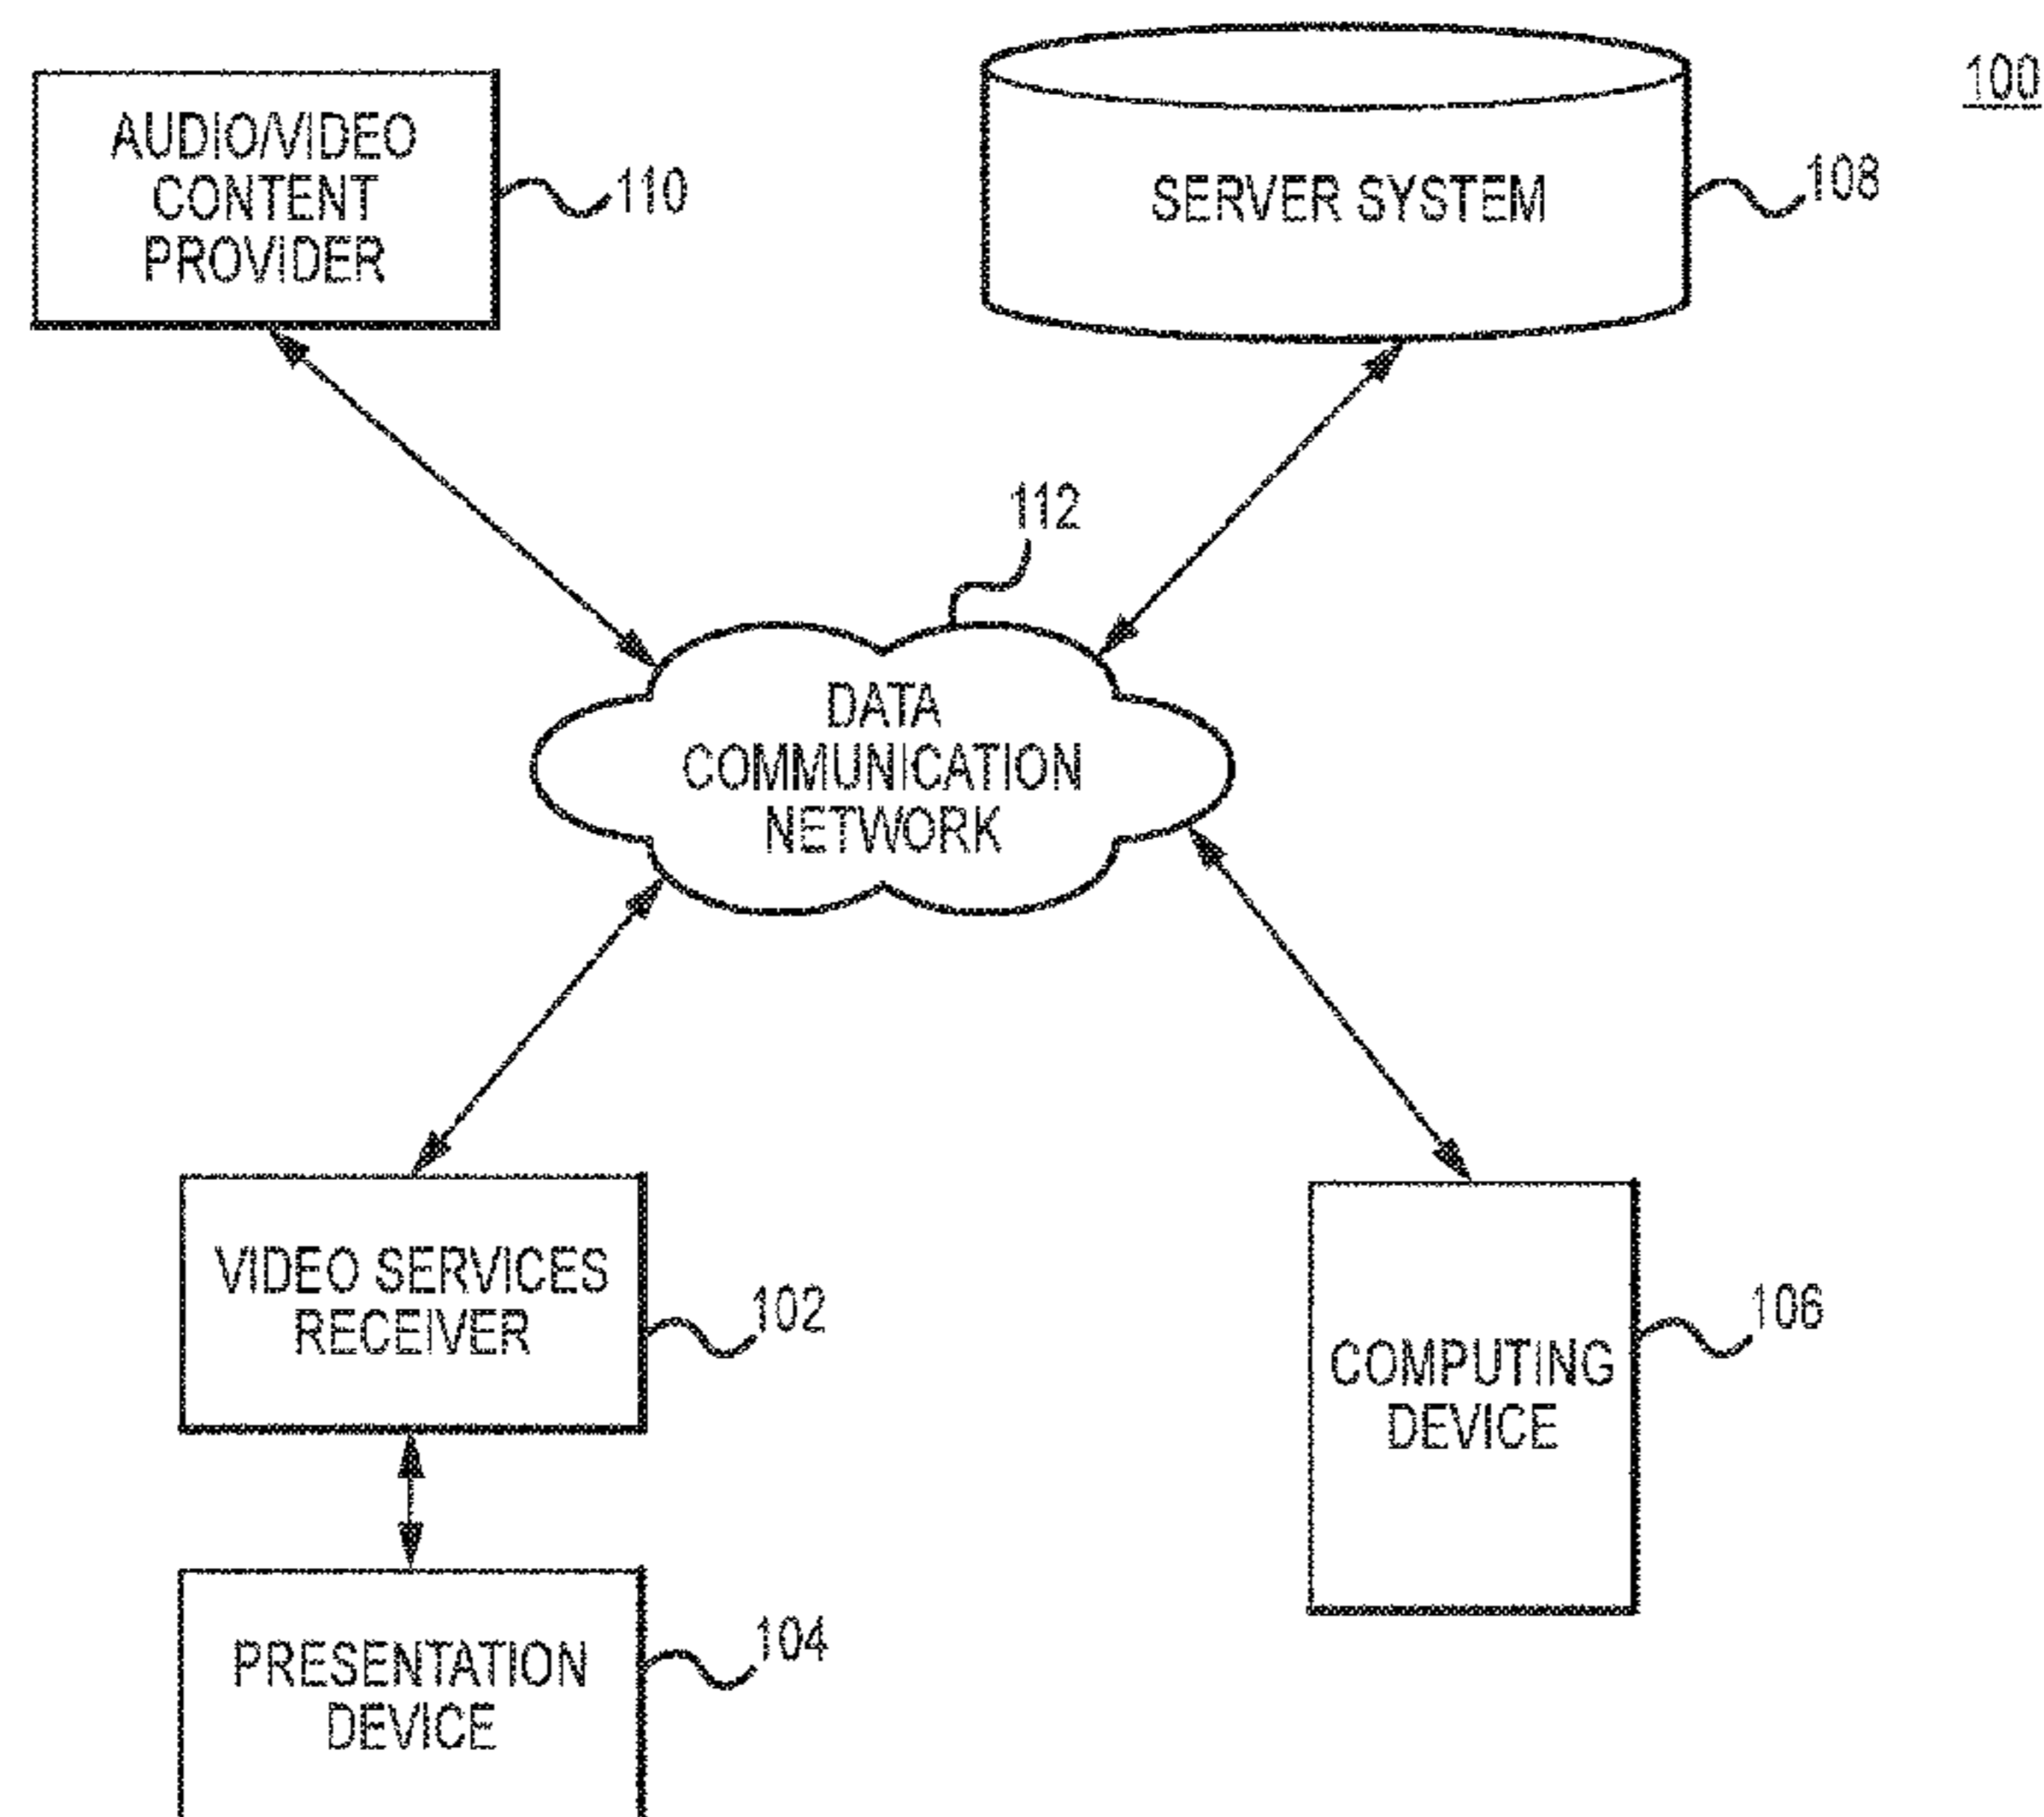 100
AUDIO/VIDEO
CONTENT
PROVIDER
110
SERVER SYSTEM
108
112
DATA
COMMUNICATION
NETWORK
VIDEO SERVICES
RECEIVER
102
COMPUTING
DEVICE
106
PRESENTATION
DEVICE
104